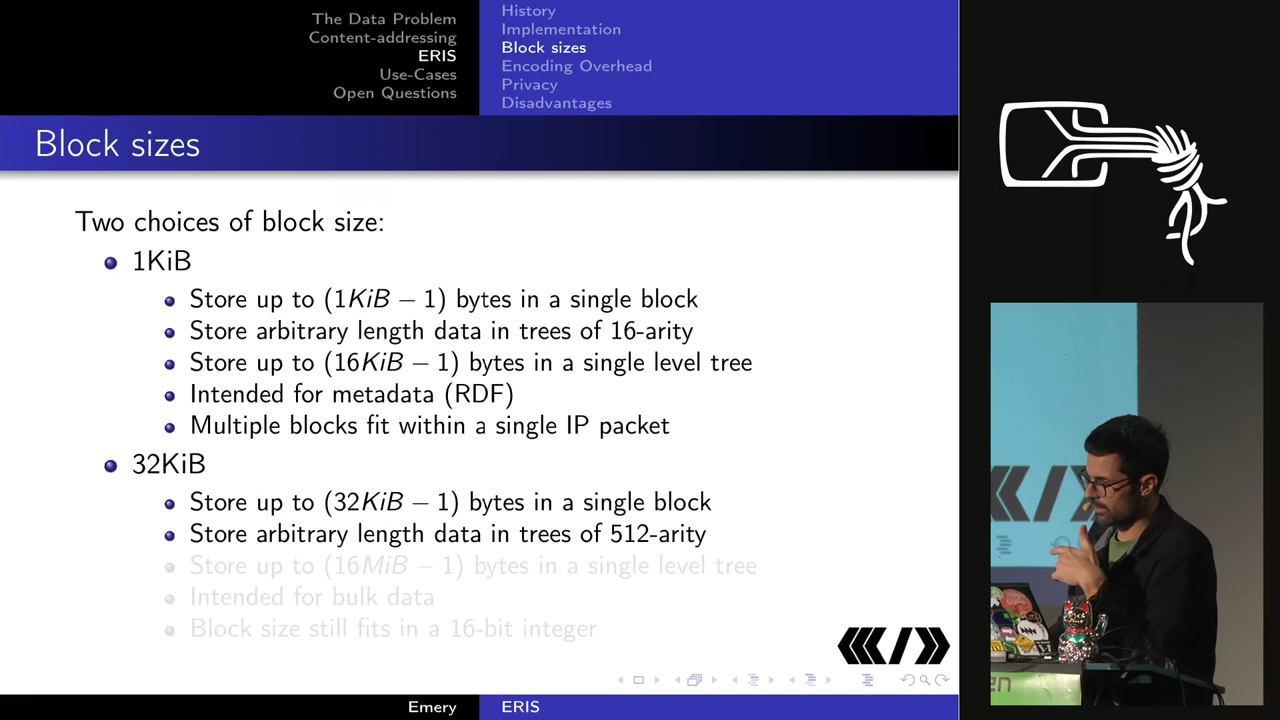 The Data Problem
Content-addressing
ERIS
Use-Cases
Open Questions
History
Implementation
Block sizes
Encoding Overhead
Privacy
Disadvantages
Block sizes
Two choices of block size:
1KiB
Store up to (1KiB − 1) bytes in a single block
Store arbitrary length data in trees of 16-arity
Store up to (16KiB − 1) bytes in a single level tree
Intended for metadata (RDF)
Multiple blocks fit within a single IP packet
32KiB
Store up to (32KiB − 1) bytes in a single block
Store arbitrary length data in trees of 512-arity
Store up to (16MiB − 1) bytes in a single level tree
Intended for bulk data
Block size still fits in a 16-bit integer
Emery
ERIS